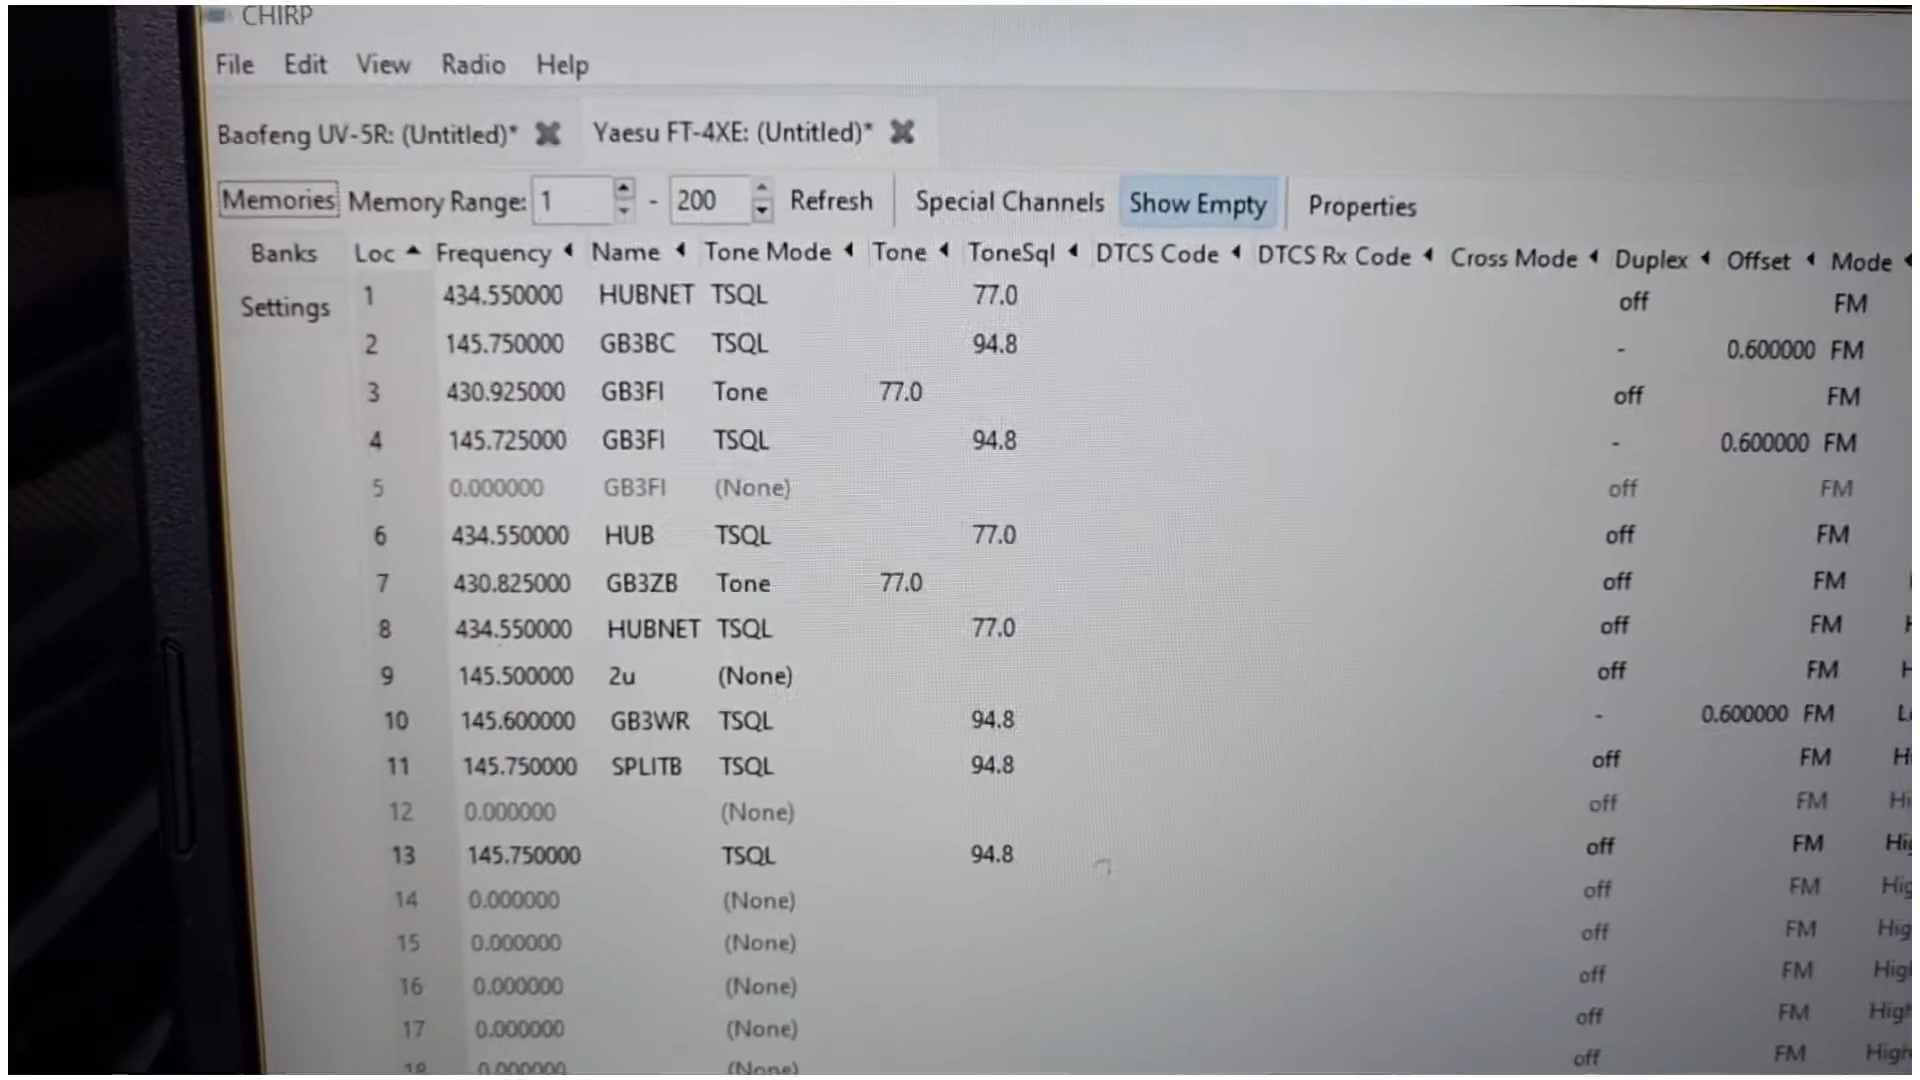 CHIRP
File Edit View Radio Help
Baofeng UV-5R: (Untitled)* Yaesu FT-4XE: (Untitled)*
Memories Memory Range: 1 - 200 Refresh Special Channels Show Empty Properties
Banks Loc Frequency Name Tone Mode Tone ToneSql DTCS Code DTCS Rx Code Cross Mode Duplex Offset Mode
Settings
1 434.550000 HUBNET TSQL 77.0 off FM
2 145.750000 GB3BC TSQL 94.8 - 0.600000 FM
3 430.925000 GB3FI Tone 77.0 off FM
4 145.725000 GB3FI TSQL 94.8 - 0.600000 FM
5 0.000000 GB3FI (None) off FM
6 434.550000 HUB TSQL 77.0 off FM
7 430.825000 GB3ZB Tone 77.0 off FM
8 434.550000 HUBNET TSQL 77.0 off FM
9 145.500000 2u (None) off FM
10 145.600000 GB3WR TSQL 94.8 - 0.600000 FM
11 145.750000 SPLITB TSQL 94.8 off FM
12 0.000000 (None) off FM
13 145.750000 TSQL 94.8 off FM
14 0.000000 (None) off FM
15 0.000000 (None) off FM
16 0.000000 (None) off FM High
17 0.000000 (None) off FM High
18 0.000000 (None) off FM High